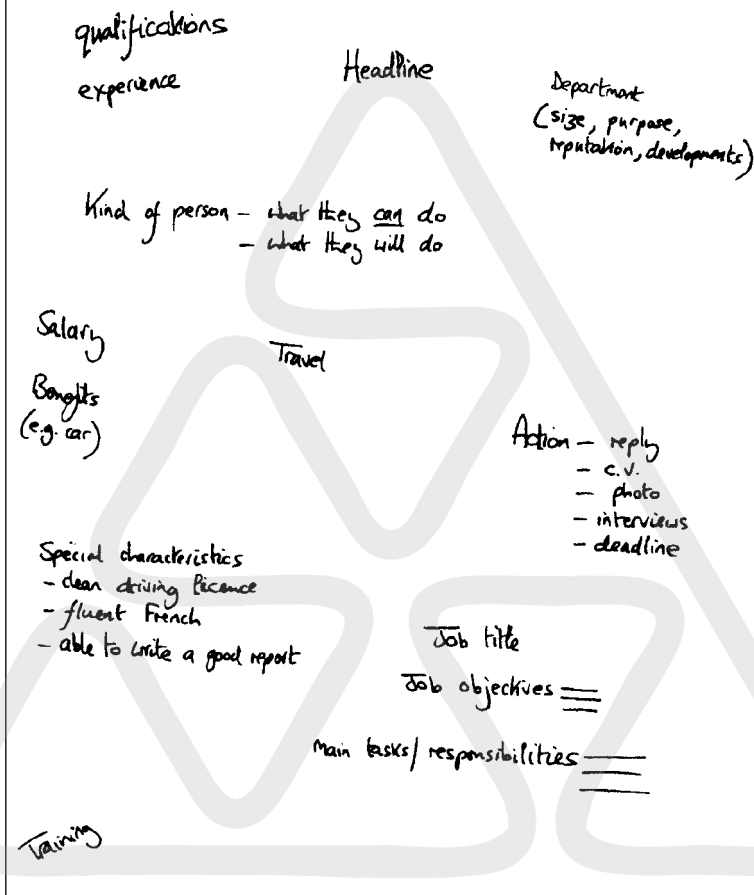 qualifications
experience
Headline
Department
(size, purpose,
reputation, developments)
Kind of person – what they can do
– what they will do
Salary
Travel
Benefits
(e.g. car)
Action – reply
– c.v.
– photo
– interviews
– deadline
Special characteristics
– clean driving licence
– fluent French
– able to write a good report
Job title
Job objectives
Main tasks/responsibilities
Training